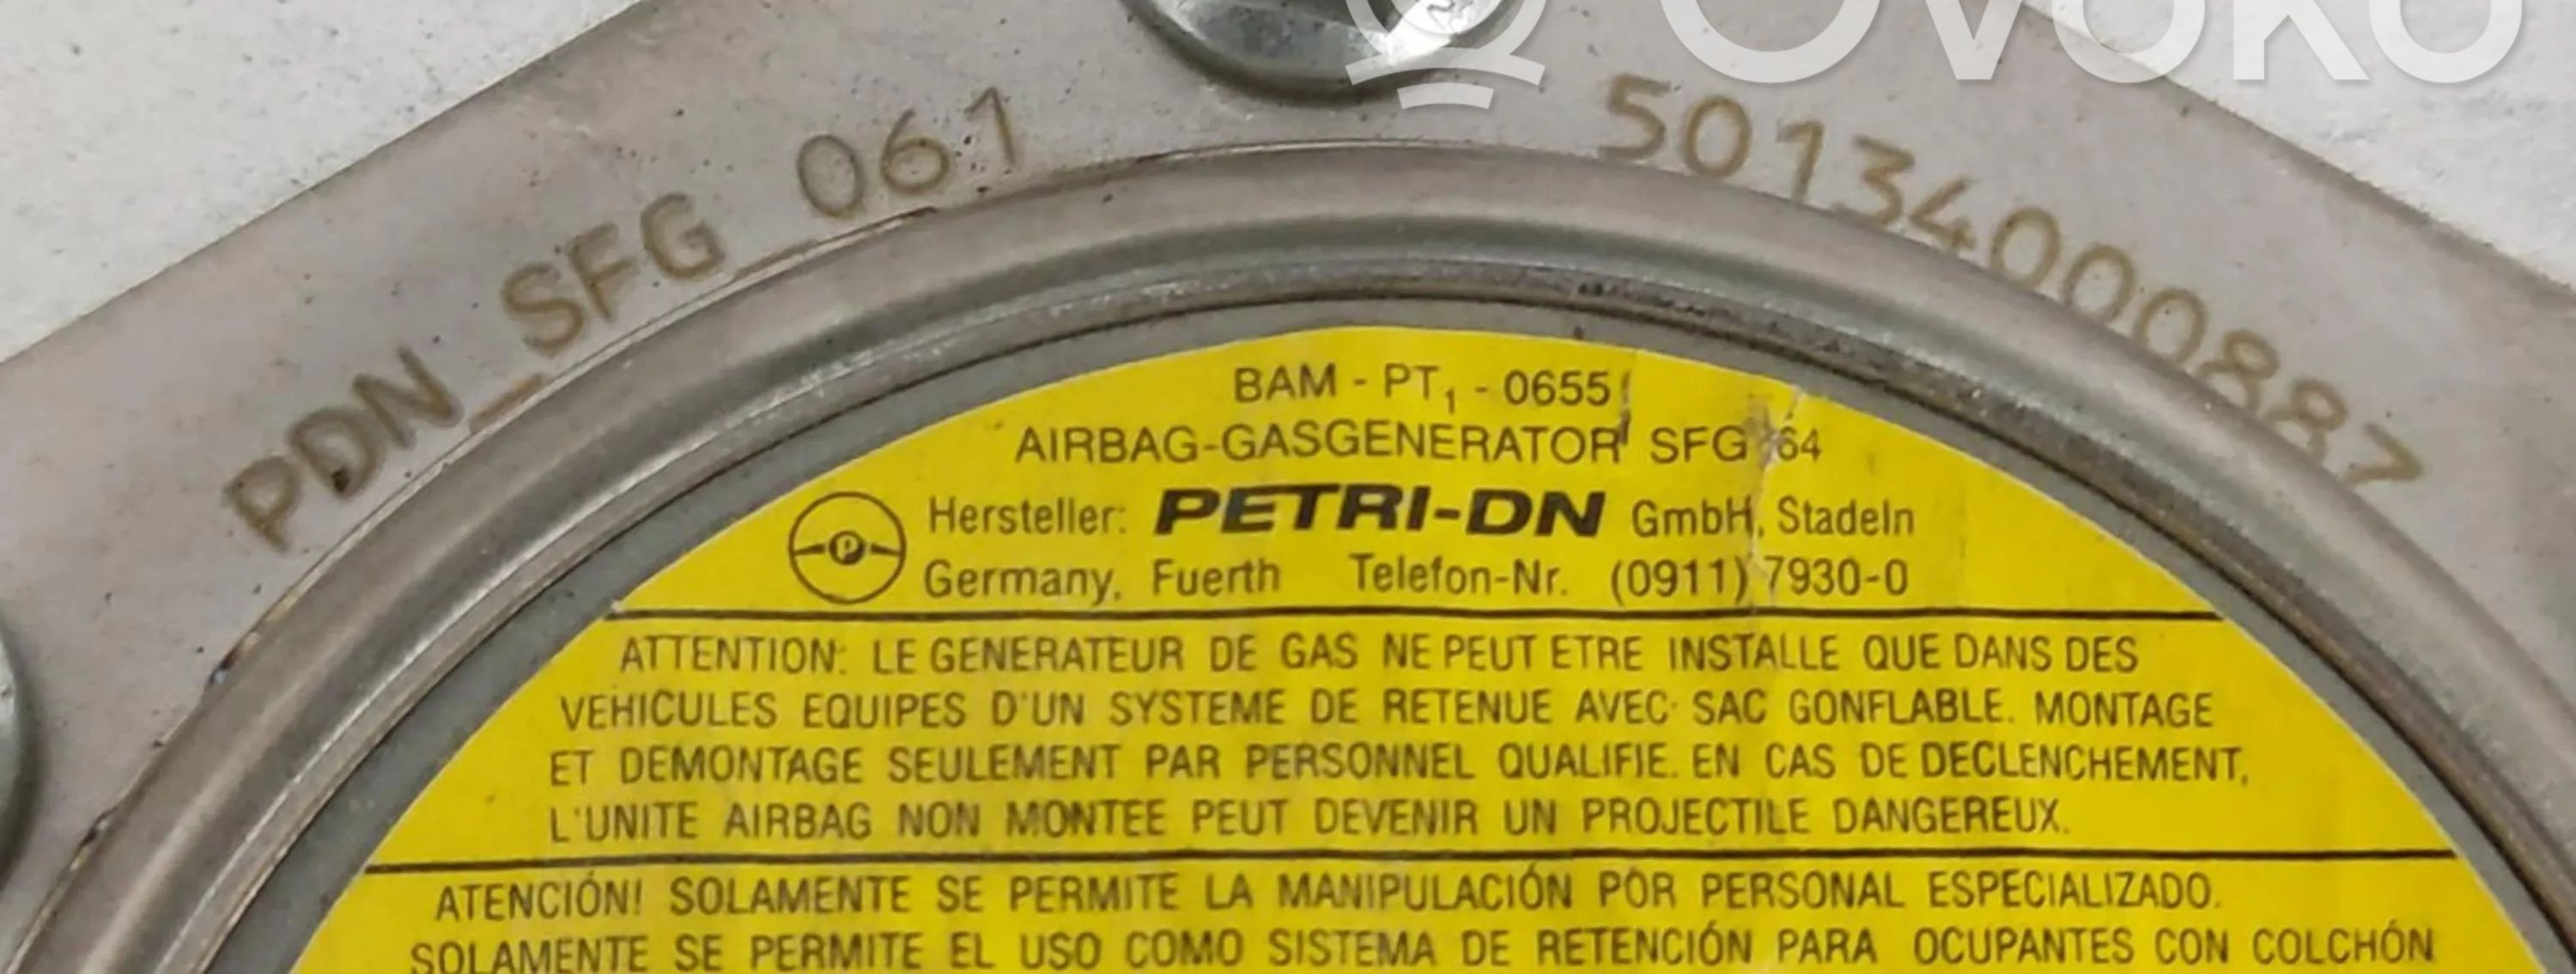 OVOKO
PDN_SFG_061
5013400087
BAM - PT1 - 0655
AIRBAG-GASGENERATOR SFG 64
P
Hersteller: PETRI-DN GmbH, Stadeln
Germany, Fuerth Telefon-Nr. (0911) 7930-0
ATTENTION: LE GENERATEUR DE GAS NE PEUT ETRE INSTALLE QUE DANS DES
VEHICULES EQUIPES D'UN SYSTEME DE RETENUE AVEC SAC GONFLABLE. MONTAGE
ET DEMONTAGE SEULEMENT PAR PERSONNEL QUALIFIE. EN CAS DE DECLENCHEMENT,
L'UNITE AIRBAG NON MONTEE PEUT DEVENIR UN PROJECTILE DANGEREUX.
ATENCIÓN! SOLAMENTE SE PERMITE LA MANIPULACIÓN POR PERSONAL ESPECIALIZADO.
SOLAMENTE SE PERMITE EL USO COMO SISTEMA DE RETENCIÓN PARA OCUPANTES CON COLCHÓN